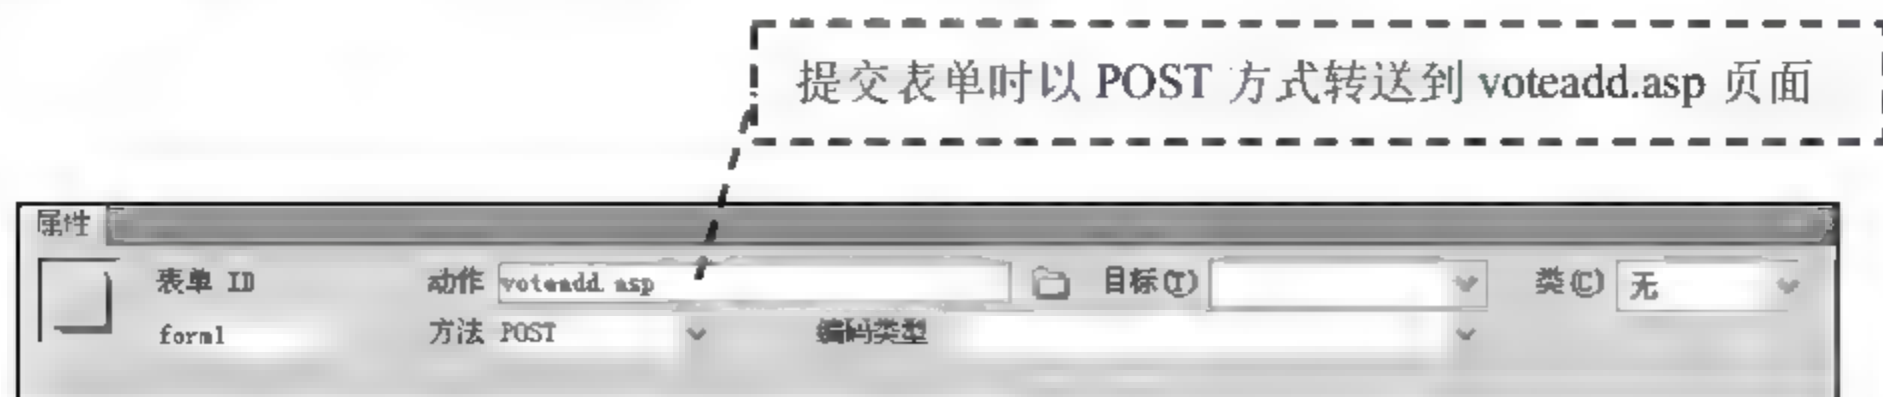 提交表单时以 POST 方式转送到 voteadd.asp 页面
属性
表单 ID 动作 voteadd.asp 目标(T) 类(C) 无
form1 方法 POST 编码类型